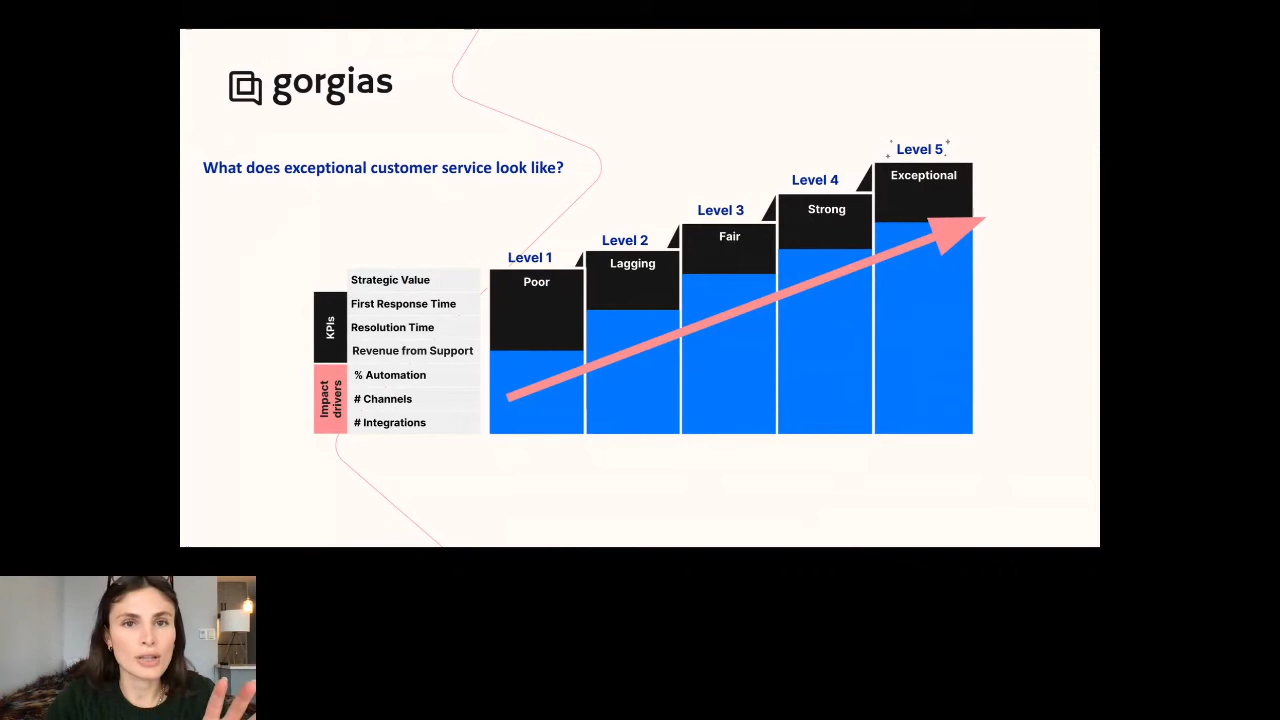 gorgias
What does exceptional customer service look like?
Level 1
Level 2
Level 3
Level 4
Level 5
Poor
Lagging
Fair
Strong
Exceptional
Strategic Value
KPIs
First Response Time
Resolution Time
Revenue from Support
Impact
drivers
% Automation
# Channels
# Integrations